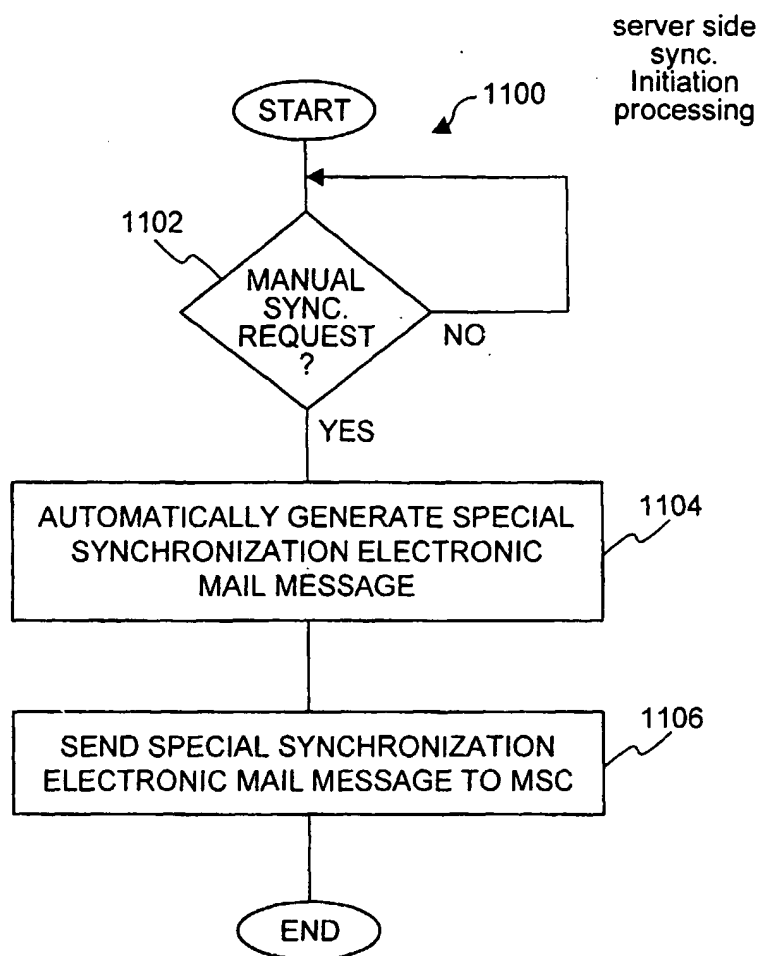 server side
sync.
Initiation
processing
START
1100
1102
MANUAL
SYNC.
REQUEST
?
NO
YES
AUTOMATICALLY GENERATE SPECIAL
SYNCHRONIZATION ELECTRONIC
MAIL MESSAGE
1104
SEND SPECIAL SYNCHRONIZATION
ELECTRONIC MAIL MESSAGE TO MSC
1106
END